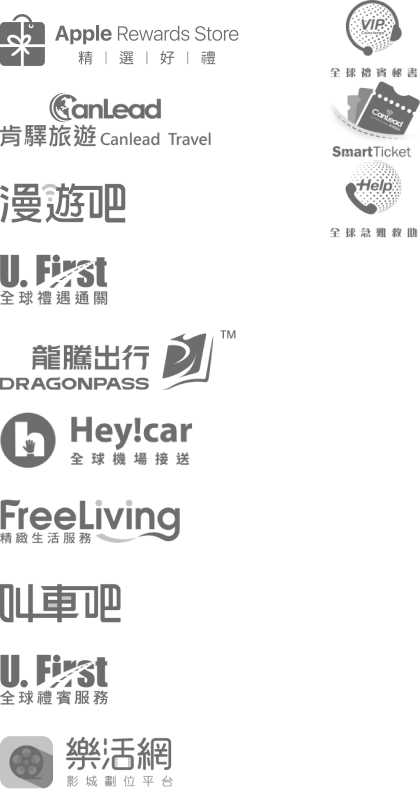 Apple Rewards Store
精 | 選 | 好 | 禮
CanLead
肯驛旅遊 Canlead Travel
漫遊吧
U. First
全球禮遇通關
龍騰出行
DRAGONPASS
TM
h
Hey!car
全球機場接送
FreeLiving
精緻生活服務
叫車吧
U. First
全球禮賓服務
樂活網
影城劃位平台
VIP
全球禮賓秘書
CanLead
SmartTicket
Help
全球急難救助